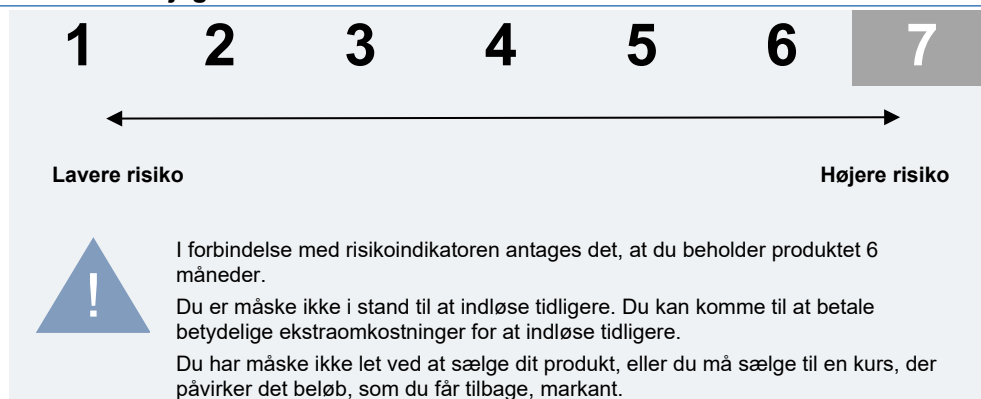 1 2 3 4 5 6 7
Lavere risiko Højere risiko
! I forbindelse med risikoindikatoren antages det, at du beholder produktet 6
måneder.
Du er måske ikke i stand til at indløse tidligere. Du kan komme til at betale
betydelige ekstraomkostninger for at indløse tidligere.
Du har måske ikke let ved at sælge dit produkt, eller du må sælge til en kurs, der
påvirker det beløb, som du får tilbage, markant.